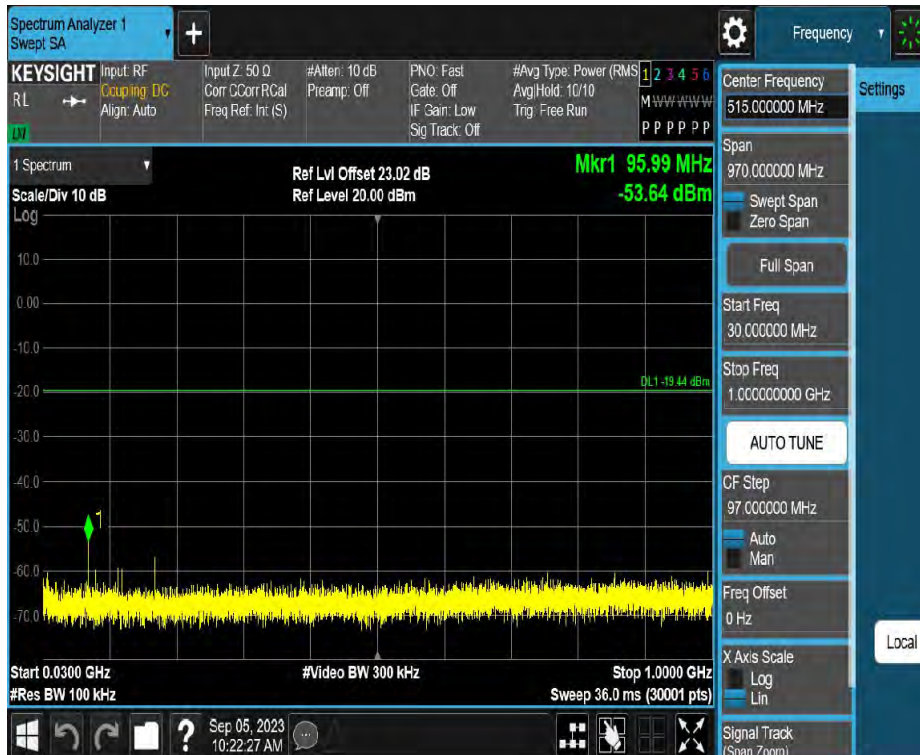 Spectrum Analyzer 1
Swept SA
+
Frequency
KEYSIGHT
RL
LXI
Input: RF
Coupling: DC
Align: Auto
Input Z: 50 Ω
Corr CCorr RCal
Freq Ref: Int (S)
#Atten: 10 dB
Preamp: Off
PNO: Fast
Gate: Off
IF Gain: Low
Sig Track: Off
#Avg Type: Power (RMS
Avg|Hold: 10/10
Trig: Free Run
1 2 3 4 5 6
M W W W W W
P P P P P P
Center Frequency
515.000000 MHz
Settings
1 Spectrum
Scale/Div 10 dB
Log
Ref Lvl Offset 23.02 dB
Ref Level 20.00 dBm
Mkr1 95.99 MHz
-53.64 dBm
Span
970.000000 MHz
Swept Span
Zero Span
Full Span
Start Freq
30.000000 MHz
Stop Freq
1.000000000 GHz
AUTO TUNE
CF Step
97.000000 MHz
Auto
Man
Freq Offset
0 Hz
X Axis Scale
Log
Lin
Signal Track
(Span Zoom)
Local
10.0
0.00
-10.0
-20.0
DL1 -19.44 dBm
-30.0
-40.0
-50.0
1
-60.0
-70.0
Start 0.0300 GHz
#Res BW 100 kHz
#Video BW 300 kHz
Stop 1.0000 GHz
Sweep 36.0 ms (30001 pts)
?
Sep 05, 2023
10:22:27 AM